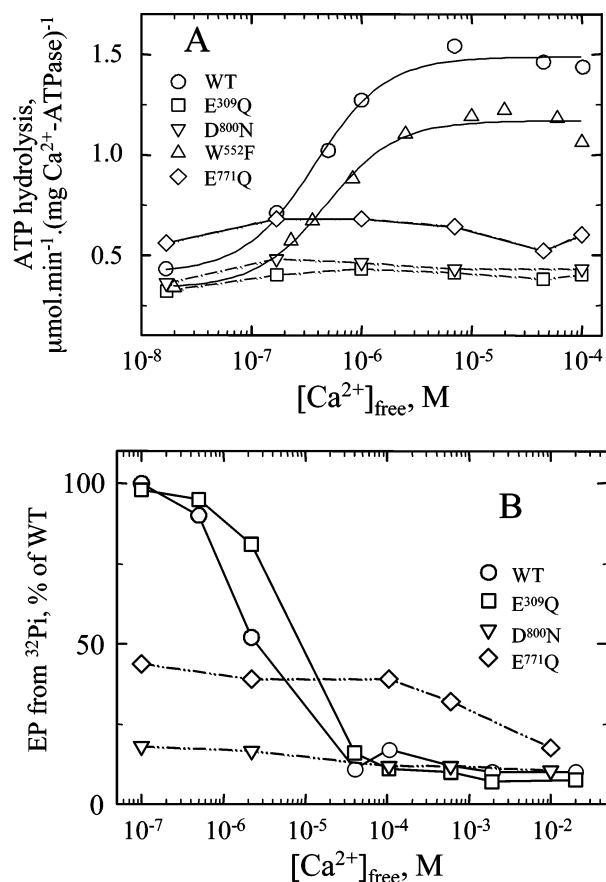 A
ATP hydrolysis,
μmol.min⁻¹.(mg Ca²⁺-ATPase)⁻¹
1.5
1.0
0.5
WT
E³⁰⁹Q
D⁸⁰⁰N
W⁵⁵²F
E⁷⁷¹Q
10⁻⁸ 10⁻⁷ 10⁻⁶ 10⁻⁵ 10⁻⁴
[Ca²⁺]free, M
B
EP from ³²Pi, % of WT
100
50
0
WT
E³⁰⁹Q
D⁸⁰⁰N
E⁷⁷¹Q
10⁻⁷ 10⁻⁶ 10⁻⁵ 10⁻⁴ 10⁻³ 10⁻²
[Ca²⁺]free, M